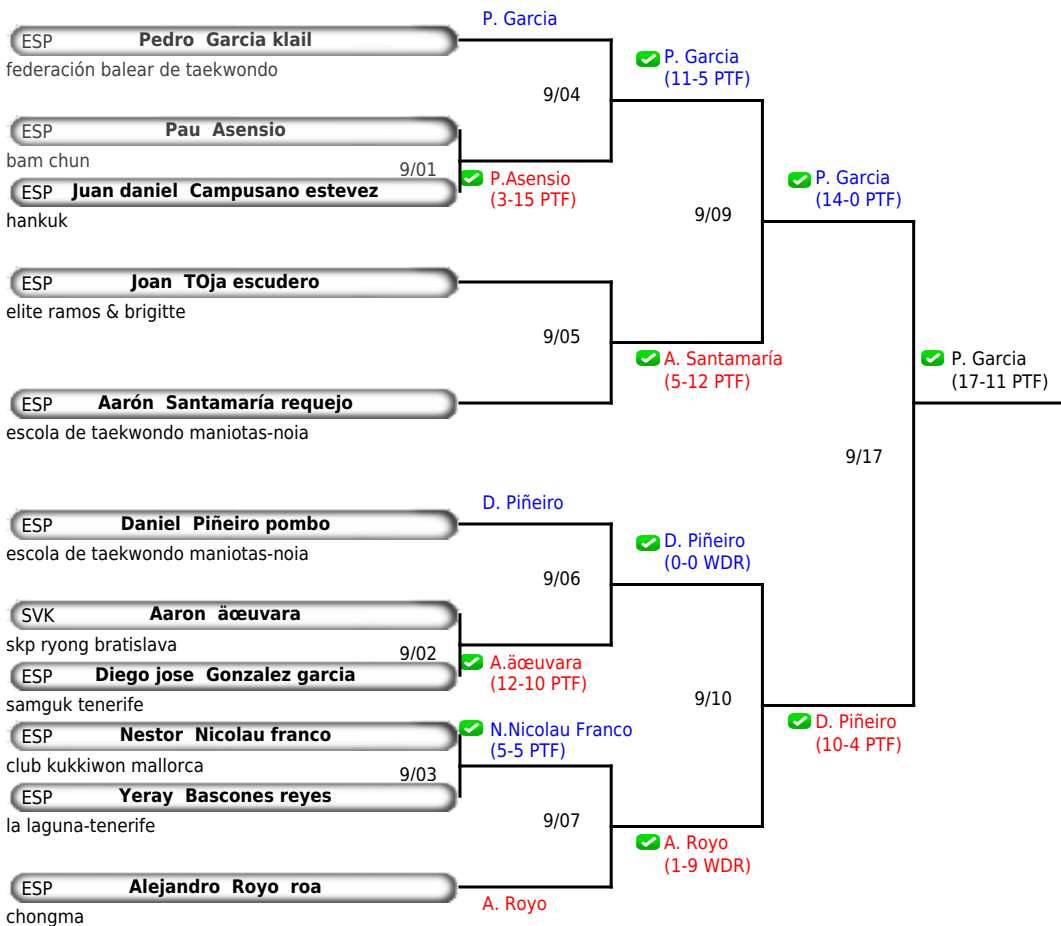 P. Garcia
ESP Pedro Garcia klail
federación balear de taekwondo
P. Garcia
(11-5 PTF)
9/04
ESP Pau Asensio
bam chun
9/01
ESP Juan daniel Campusano estevez
hankuk
P.Asensio
(3-15 PTF)
P. Garcia
(14-0 PTF)
9/09
ESP Joan TOja escudero
elite ramos & brigitte
9/05
A. Santamaría
(5-12 PTF)
P. Garcia
(17-11 PTF)
ESP Aarón Santamaría requejo
escola de taekwondo maniotas-noia
9/17
D. Piñeiro
ESP Daniel Piñeiro pombo
escola de taekwondo maniotas-noia
D. Piñeiro
(0-0 WDR)
9/06
SVK Aaron äœuvara
skp ryong bratislava
9/02
ESP Diego jose Gonzalez garcia
samguk tenerife
A.äœuvara
(12-10 PTF)
9/10
D. Piñeiro
(10-4 PTF)
ESP Nestor Nicolau franco
club kukkiwon mallorca
N.Nicolau Franco
(5-5 PTF)
9/03
ESP Yeray Bascones reyes
la laguna-tenerife
9/07
A. Royo
(1-9 WDR)
ESP Alejandro Royo roa
chongma
A. Royo